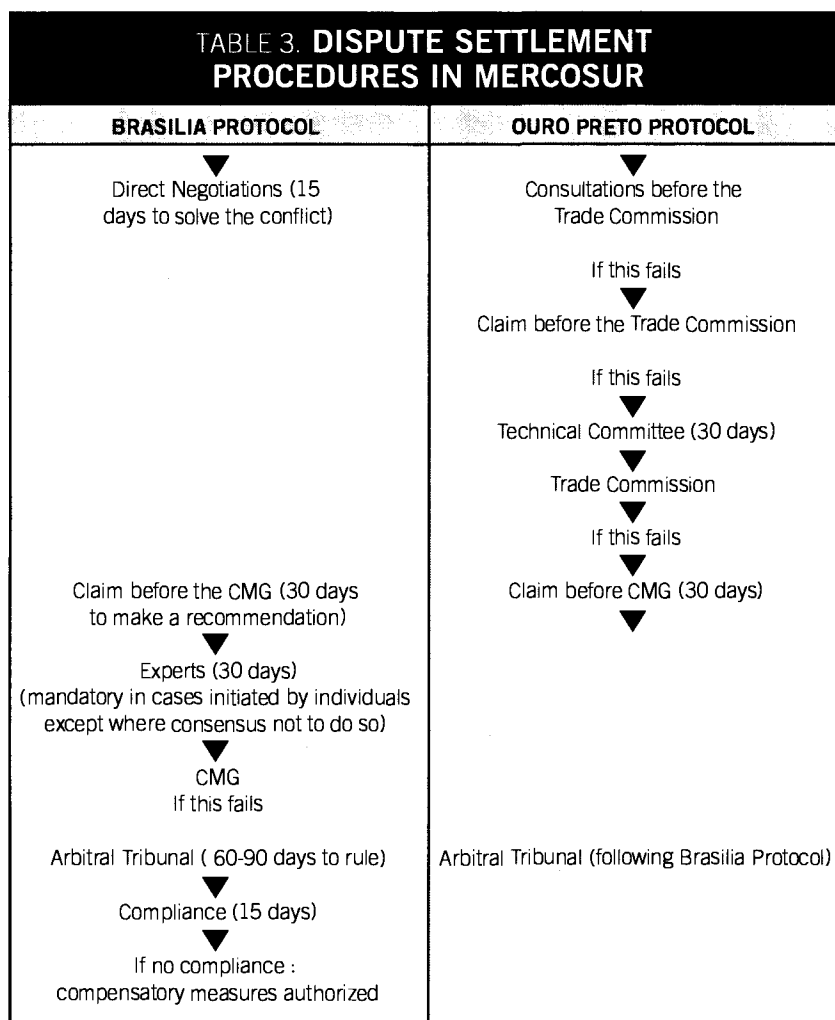 TABLE 3. DISPUTE SETTLEMENT
PROCEDURES IN MERCOSUR
BRASILIA PROTOCOL
Direct Negotiations (15
days to solve the conflict)
Claim before the CMG (30 days
to make a recommendation)
Experts (30 days)
(mandatory in cases initiated by individuals
except where consensus not to do so)
CMG
If this fails
Arbitral Tribunal ( 60-90 days to rule)
Compliance (15 days)
If no compliance :
compensatory measures authorized
OURO PRETO PROTOCOL
Consultations before the
Trade Commission
If this fails
Claim before the Trade Commission
If this fails
Technical Committee (30 days)
Trade Commission
If this fails
Claim before CMG (30 days)
Arbitral Tribunal (following Brasilia Protocol)